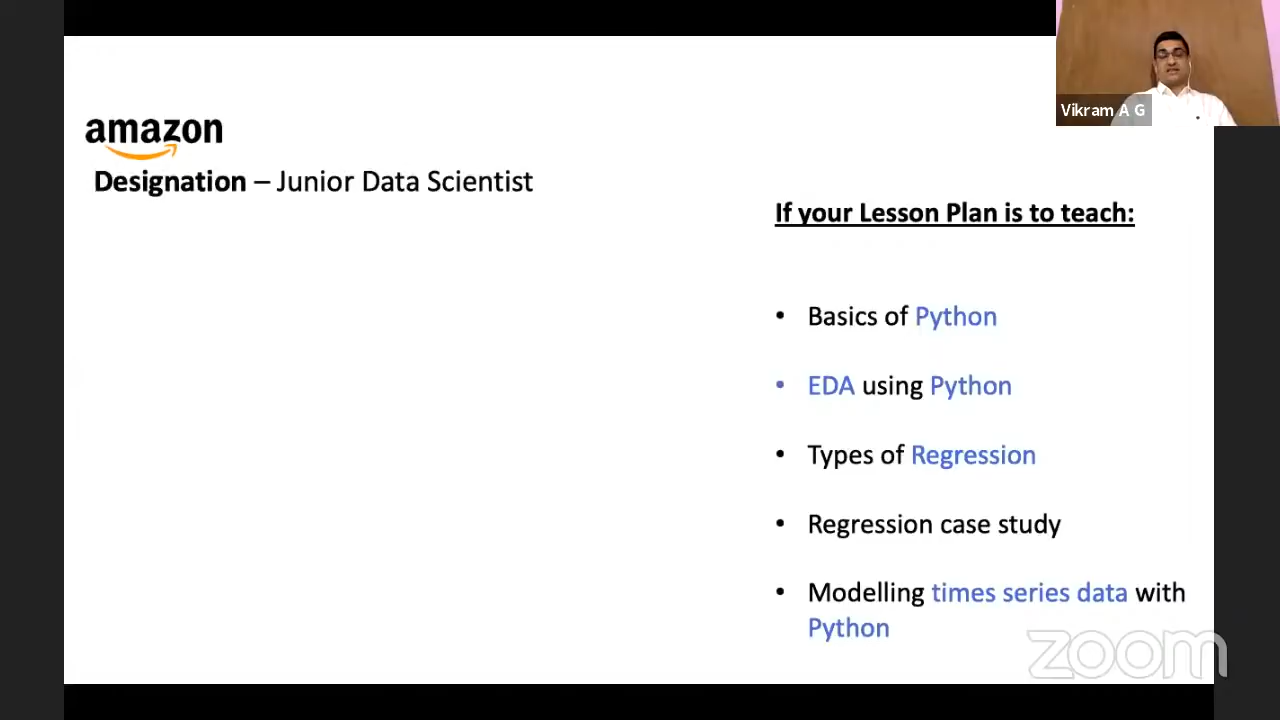 Vikram A G
amazon
Designation – Junior Data Scientist
If your Lesson Plan is to teach:
• Basics of Python
• EDA using Python
• Types of Regression
• Regression case study
• Modelling times series data with
Python
zoom